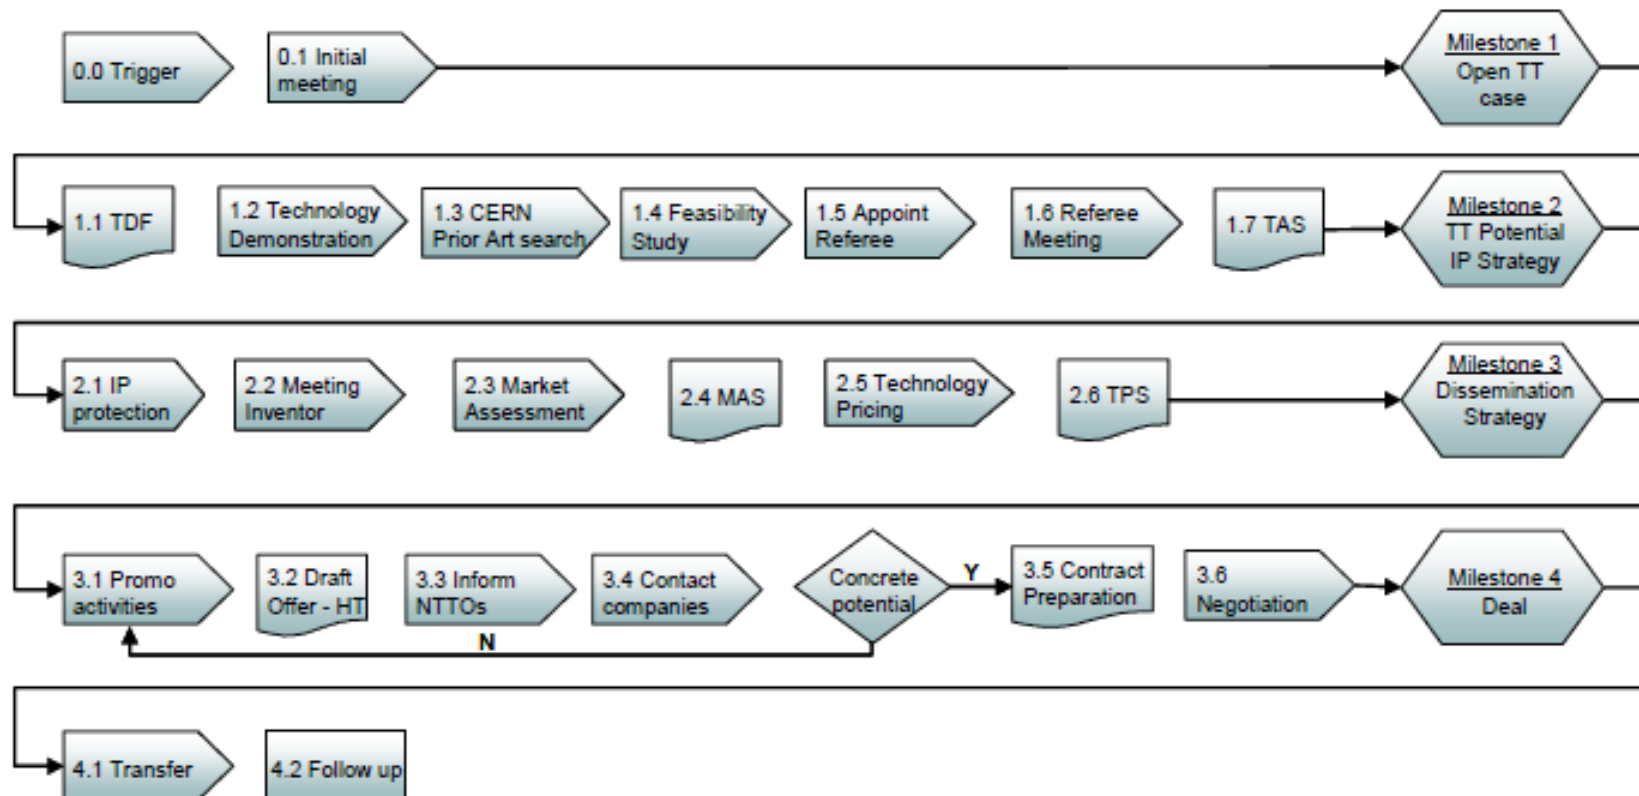 0.0 Trigger
0.1 Initial
meeting
Milestone 1
Open TT
case
1.1 TDF
1.2 Technology
Demonstration
1.3 CERN
Prior Art search
1.4 Feasibility
Study
1.5 Appoint
Referee
1.6 Referee
Meeting
1.7 TAS
Milestone 2
TT Potential
IP Strategy
2.1 IP
protection
2.2 Meeting
Inventor
2.3 Market
Assessment
2.4 MAS
2.5 Technology
Pricing
2.6 TPS
Milestone 3
Dissemination
Strategy
3.1 Promo
activities
3.2 Draft
Offer - HT
3.3 Inform
NTTOs
3.4 Contact
companies
Concrete
potential
Y
3.5 Contract
Preparation
3.6
Negotiation
Milestone 4
Deal
N
4.1 Transfer
4.2 Follow up